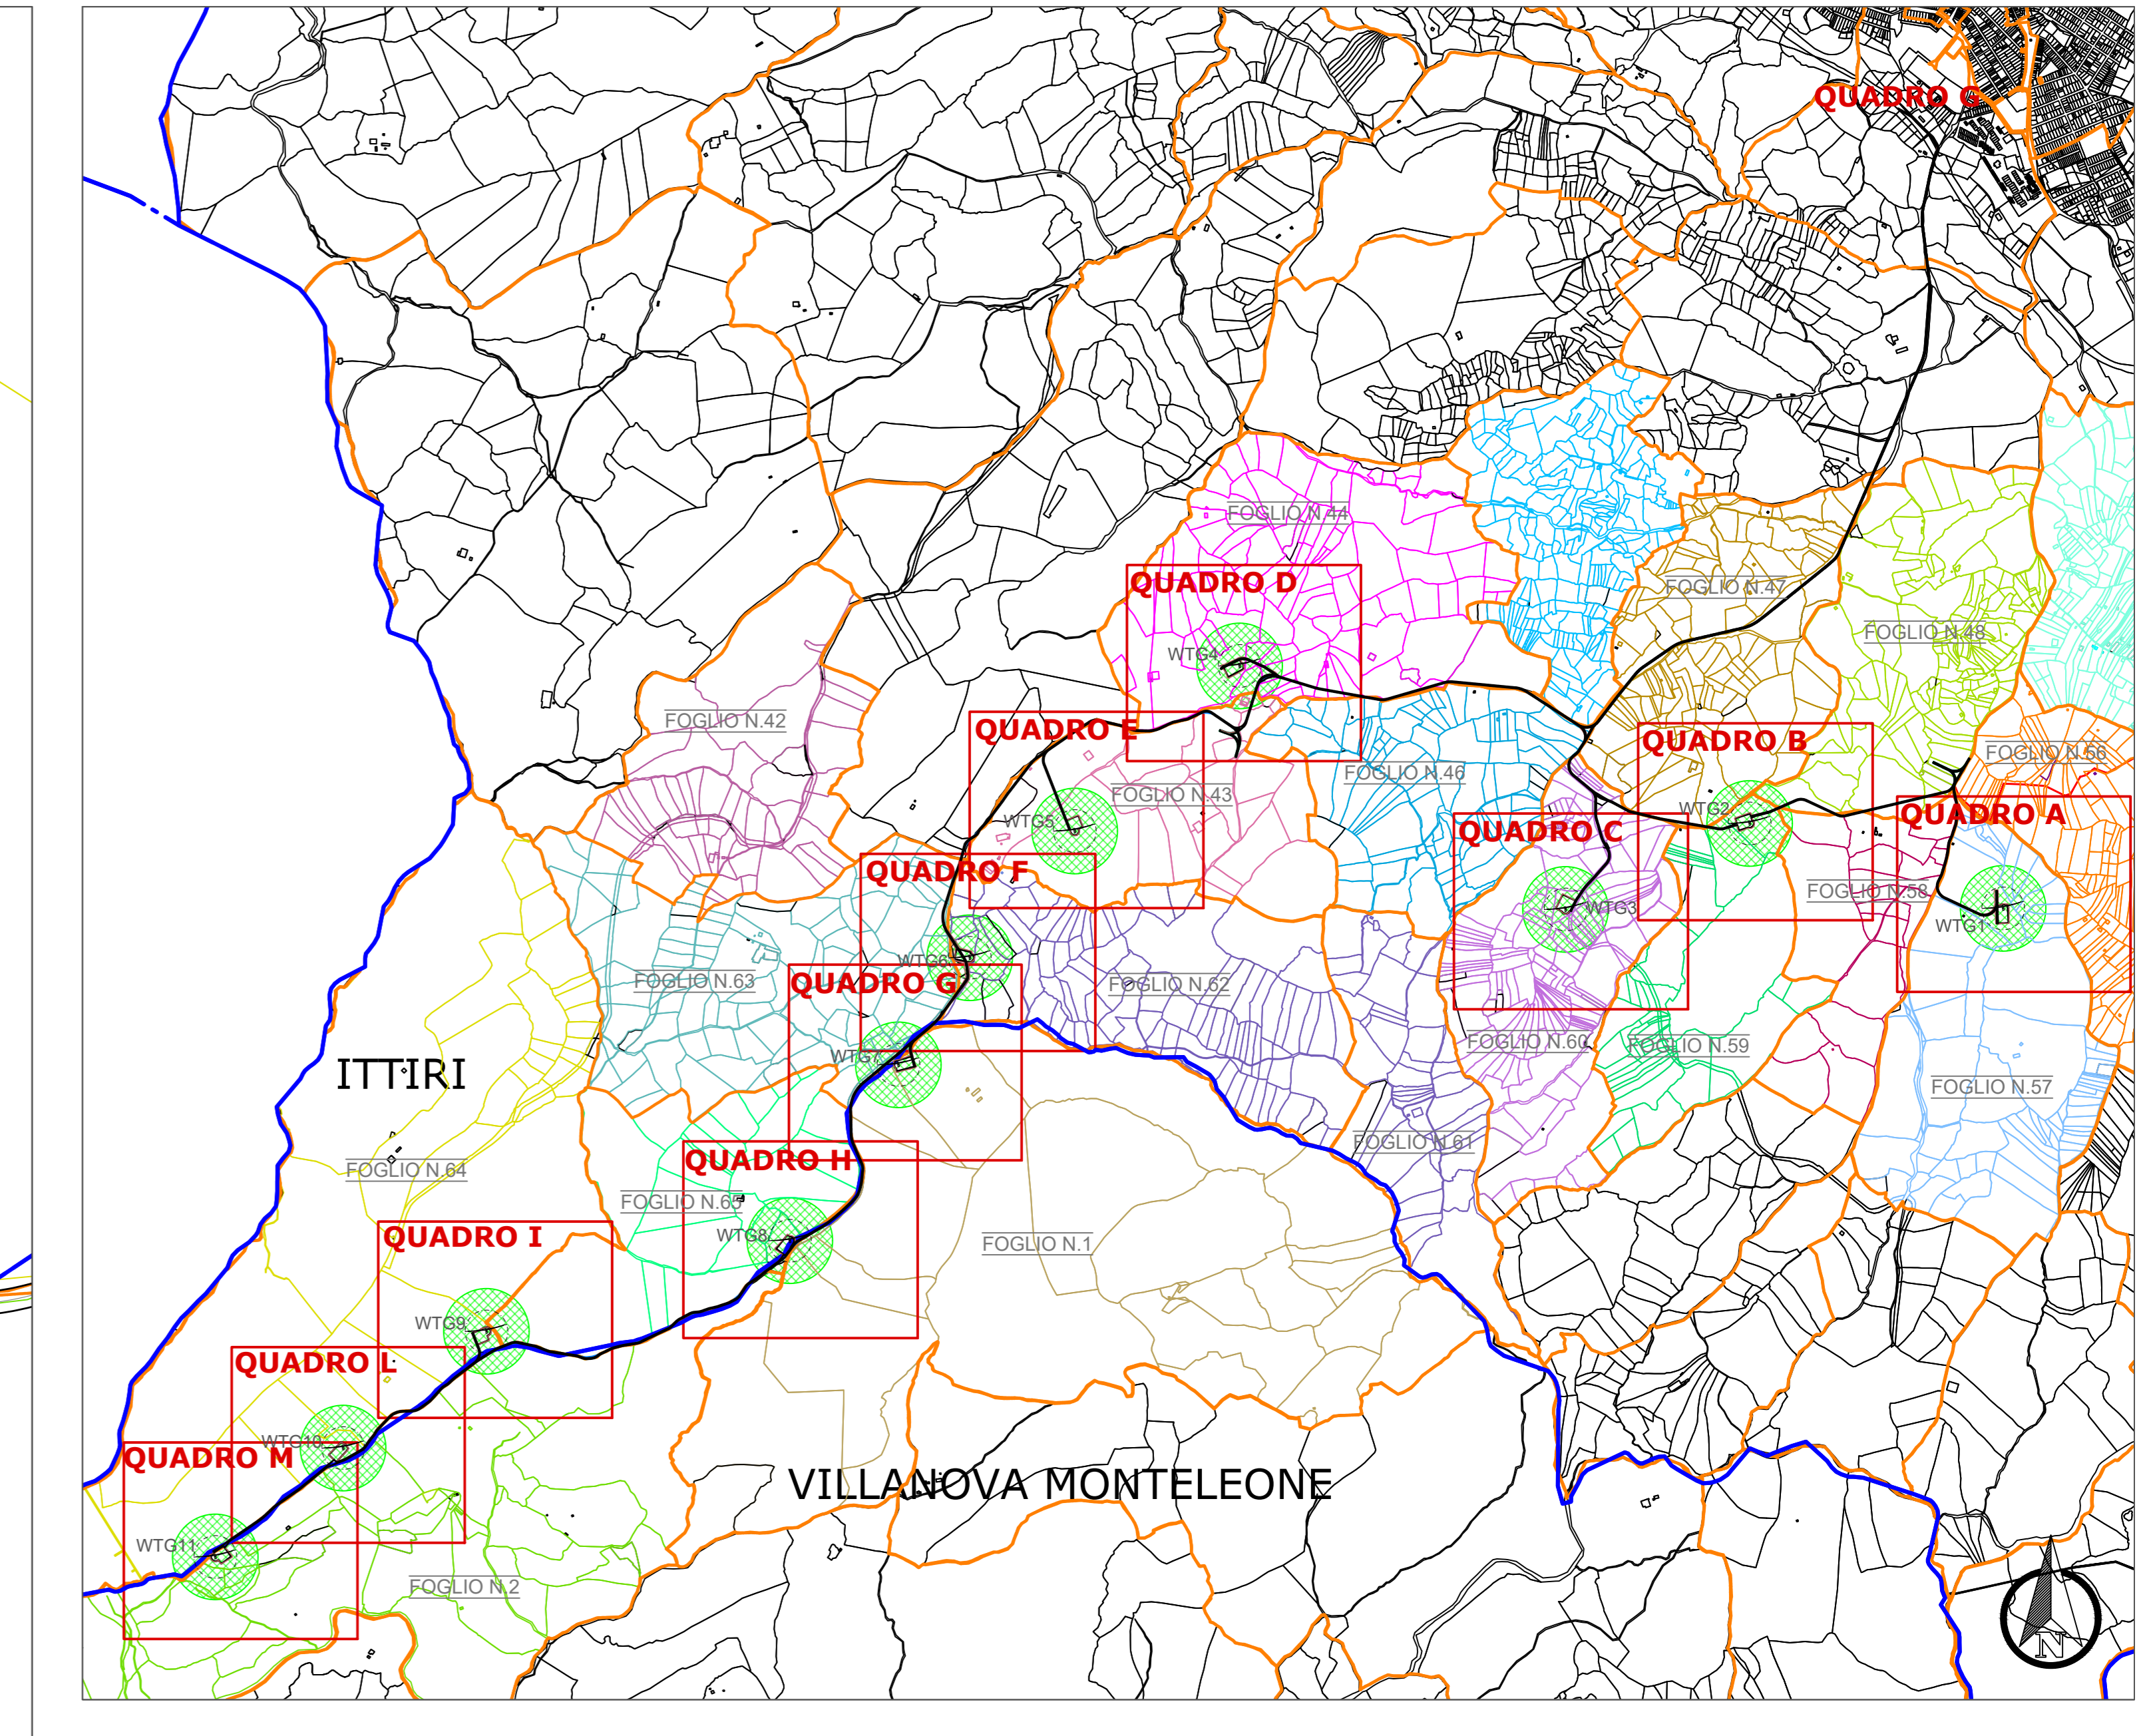 QUADRO G
FOGLIO N.44
QUADRO D
FOGLIO N.47
FOGLIO N.48
WTG4
FOGLIO N.42
QUADRO E
QUADRO B
FOGLIO N.56
FOGLIO N.46
FOGLIO N.43
WTG2
QUADRO A
WTG5
QUADRO C
QUADRO F
FOGLIO N.58
WTG3
WTG1
WTG6
FOGLIO N.63
QUADRO G
FOGLIO N.62
FOGLIO N.60
FOGLIO N.59
WTG7
ITTIRI
FOGLIO N.57
FOGLIO N.61
QUADRO H
FOGLIO N.64
FOGLIO N.65
WTG8
QUADRO I
FOGLIO N.1
WTG9
QUADRO L
WTG10
QUADRO M
VILLANOVA MONTELEONE
WTG11
FOGLIO N.2
N